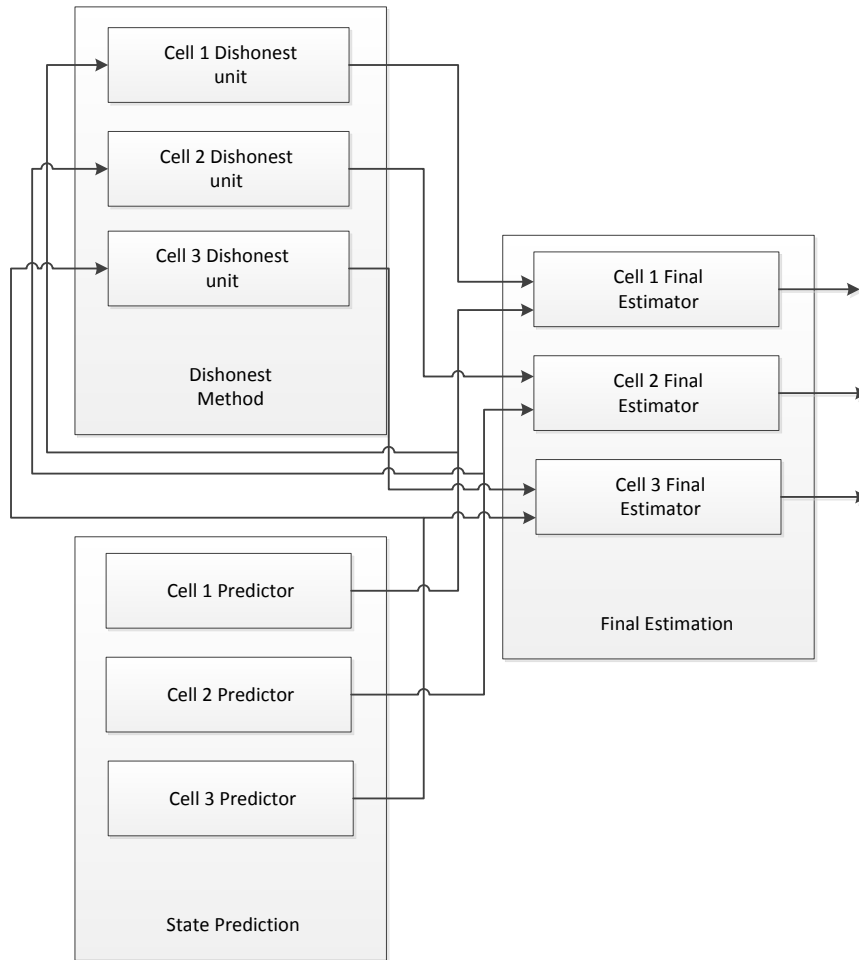 Cell 1 Dishonest
unit
Cell 2 Dishonest
unit
Cell 3 Dishonest
unit
Dishonest
Method
Cell 1 Final
Estimator
Cell 2 Final
Estimator
Cell 3 Final
Estimator
Final Estimation
Cell 1 Predictor
Cell 2 Predictor
Cell 3 Predictor
State Prediction